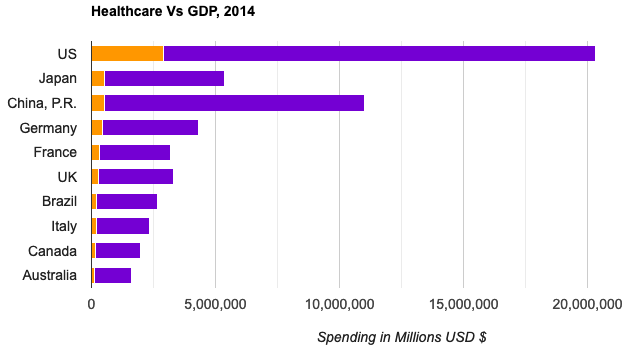 Healthcare Vs GDP, 2014
US
Japan
China, P.R.
Germany
France
UK
Brazil
Italy
Canada
Australia
0 5,000,000 10,000,000 15,000,000 20,000,000
Spending in Millions USD $